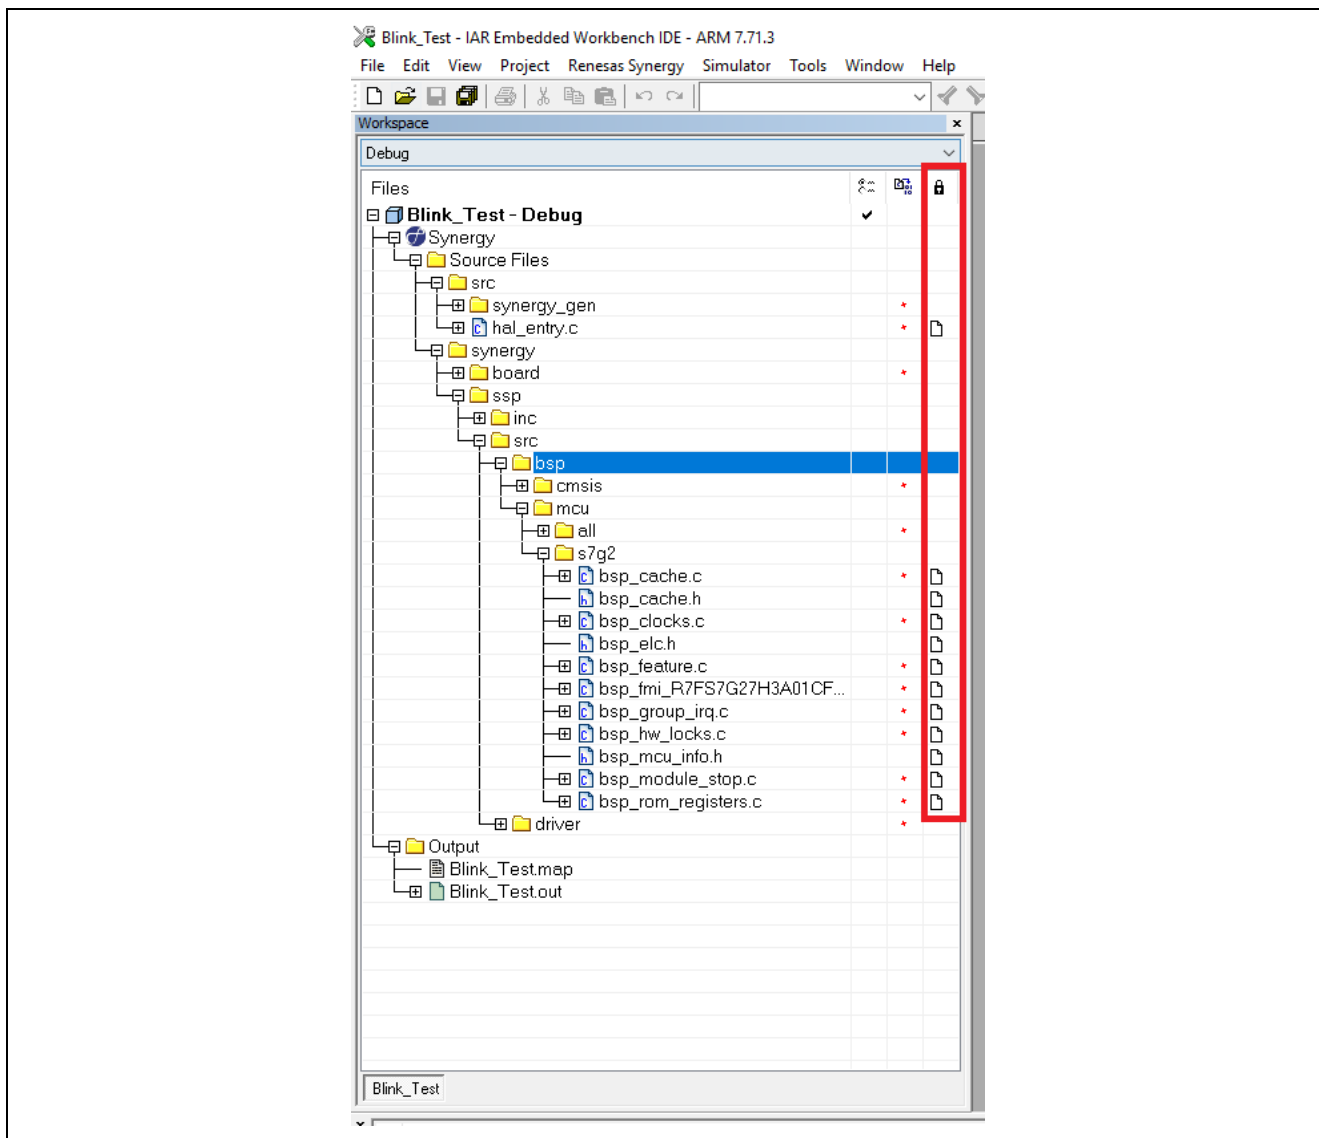 Blink_Test - IAR Embedded Workbench IDE - ARM 7.71.3
File Edit View Project Renesas Synergy Simulator Tools Window Help
Workspace
Debug
Files
Blink_Test - Debug
Synergy
Source Files
src
synergy_gen
hal_entry.c
synergy
board
ssp
inc
src
bsp
cmsis
mcu
all
s7g2
bsp_cache.c
bsp_cache.h
bsp_clocks.c
bsp_elc.h
bsp_feature.c
bsp_fmi_R7FS7G27H3A01CF...
bsp_group_irq.c
bsp_hw_locks.c
bsp_mcu_info.h
bsp_module_stop.c
bsp_rom_registers.c
driver
Output
Blink_Test.map
Blink_Test.out
Blink_Test